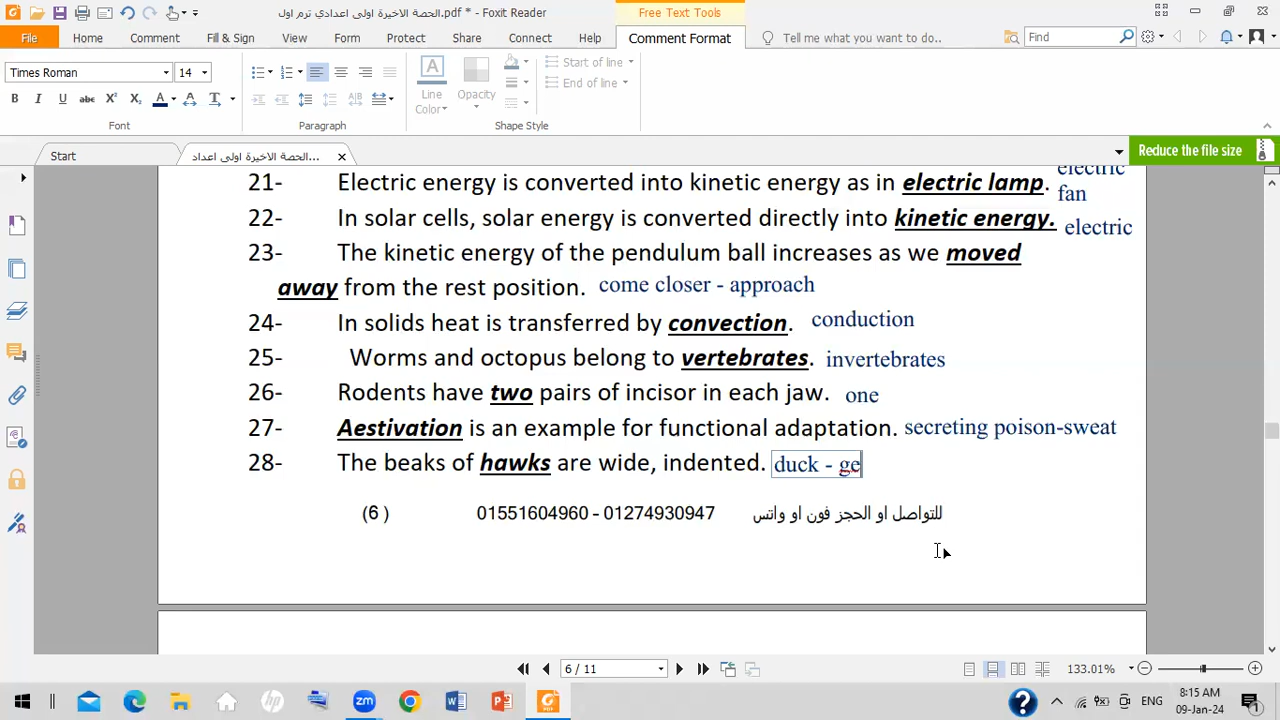 الحصة الاخيرة اولى اعدادي ترم اول.pdf * - Foxit Reader
Free Text Tools
File Home Comment Fill & Sign View Form Protect Share Connect Help Comment Format Tell me what you want to do.. Find
Times Roman 14
Line Color
Opacity
Start of line
End of line
Font Paragraph Shape Style
Start
الحصة الاخيرة اولى اعداد...
Reduce the file size
21- Electric energy is converted into kinetic energy as in electric lamp. electric fan
22- In solar cells, solar energy is converted directly into kinetic energy. electric
23- The kinetic energy of the pendulum ball increases as we moved
away from the rest position. come closer - approach
24- In solids heat is transferred by convection. conduction
25- Worms and octopus belong to vertebrates. invertebrates
26- Rodents have two pairs of incisor in each jaw. one
27- Aestivation is an example for functional adaptation. secreting poison-sweat
28- The beaks of hawks are wide, indented. duck - ge
(6 ) 01551604960 - 01274930947 للتواصل او الحجز فون او واتس
6 / 11
133.01%
ENG
8:15 AM
09-Jan-24